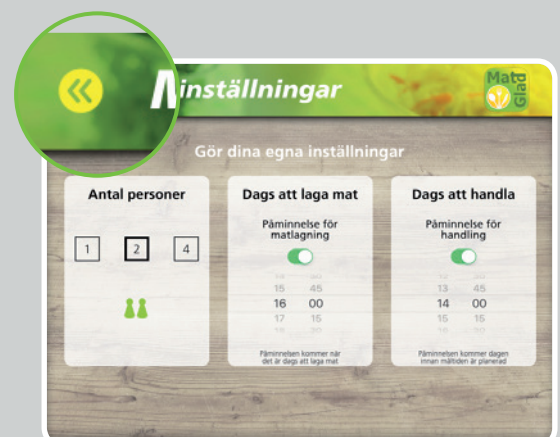 inställningar
Mat
Glad
Gör dina egna inställningar
Antal personer
1 2 4
Dags att laga mat
Påminnelse för
matlagning
15 45
16 00
17 15
Påminnelsen kommer när
det är dags att laga mat
Dags att handla
Påminnelse för
handling
13 45
14 00
15 15
Påminnelsen kommer dagen
innan måltiden är planerad